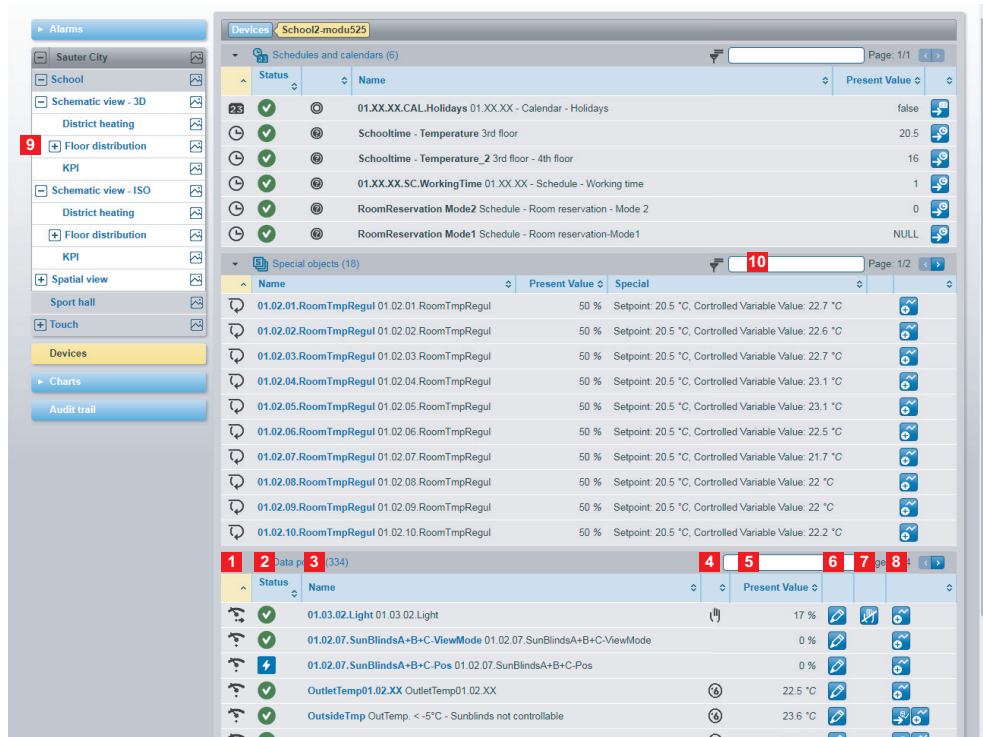 Alarms
Sauter City
School
Schematic view - 3D
District heating
9 Floor distribution
KPI
Schematic view - ISO
District heating
Floor distribution
KPI
Spatial view
Sport hall
Touch
Devices
Charts
Audit trail
Devices School2-modu525
Schedules and calendars (6) Page: 1/1
Status Name Present Value
23 01.XX.XX.CAL.Holidays 01.XX.XX - Calendar - Holidays false
Schooltime - Temperature 3rd floor 20.5
Schooltime - Temperature_2 3rd floor - 4th floor 16
01.XX.XX.SC.WorkingTime 01.XX.XX - Schedule - Working time 1
RoomReservation Mode2 Schedule - Room reservation - Mode 2 0
RoomReservation Mode1 Schedule - Room reservation-Mode1 NULL
Special objects (18) 10 Page: 1/2
Name Present Value Special
01.02.01.RoomTmpRegul 01.02.01.RoomTmpRegul 50 % Setpoint: 20.5 °C, Controlled Variable Value: 22.7 °C
01.02.02.RoomTmpRegul 01.02.02.RoomTmpRegul 50 % Setpoint: 20.5 °C, Controlled Variable Value: 22.6 °C
01.02.03.RoomTmpRegul 01.02.03.RoomTmpRegul 50 % Setpoint: 20.5 °C, Controlled Variable Value: 22.7 °C
01.02.04.RoomTmpRegul 01.02.04.RoomTmpRegul 50 % Setpoint: 20.5 °C, Controlled Variable Value: 23.1 °C
01.02.05.RoomTmpRegul 01.02.05.RoomTmpRegul 50 % Setpoint: 20.5 °C, Controlled Variable Value: 23.1 °C
01.02.06.RoomTmpRegul 01.02.06.RoomTmpRegul 50 % Setpoint: 20.5 °C, Controlled Variable Value: 22.5 °C
01.02.07.RoomTmpRegul 01.02.07.RoomTmpRegul 50 % Setpoint: 20.5 °C, Controlled Variable Value: 21.7 °C
01.02.08.RoomTmpRegul 01.02.08.RoomTmpRegul 50 % Setpoint: 20.5 °C, Controlled Variable Value: 22 °C
01.02.09.RoomTmpRegul 01.02.09.RoomTmpRegul 50 % Setpoint: 20.5 °C, Controlled Variable Value: 22 °C
01.02.10.RoomTmpRegul 01.02.10.RoomTmpRegul 50 % Setpoint: 20.5 °C, Controlled Variable Value: 22.2 °C
1 2 Data 3 (334) 4 5 6 7 8
Status Name Present Value
01.03.02.Light 01.03.02.Light 17 %
01.02.07.SunBlindsA+B+C-ViewMode 01.02.07.SunBlindsA+B+C-ViewMode 0 %
01.02.07.SunBlindsA+B+C-Pos 01.02.07.SunBlindsA+B+C-Pos 0 %
OutletTemp01.02.XX OutletTemp01.02.XX 22.5 °C
OutsideTmp OutTemp. < -5°C - Sunblinds not controllable 23.6 °C